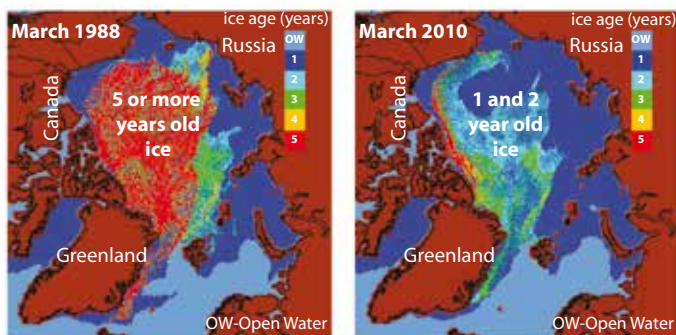 March 1988
ice age (years)
Russia
OW
1
2
3
4
5
Canada
5 or more
years old
ice
Greenland
OW-Open Water
March 2010
ice age (years)
Russia
OW
1
2
3
4
5
Canada
1 and 2
year old
ice
Greenland
OW-Open Water